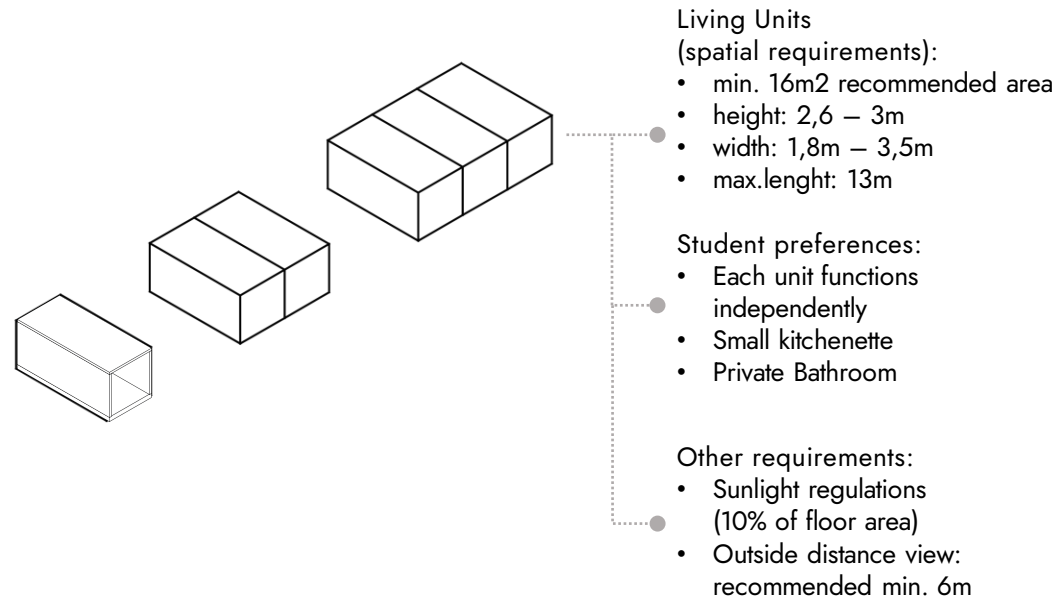 Living Units
(spatial requirements):
• min. 16m2 recommended area
• height: 2,6 – 3m
• width: 1,8m – 3,5m
• max.lenght: 13m
Student preferences:
• Each unit functions
independently
• Small kitchenette
• Private Bathroom
Other requirements:
• Sunlight regulations
(10% of floor area)
• Outside distance view:
recommended min. 6m